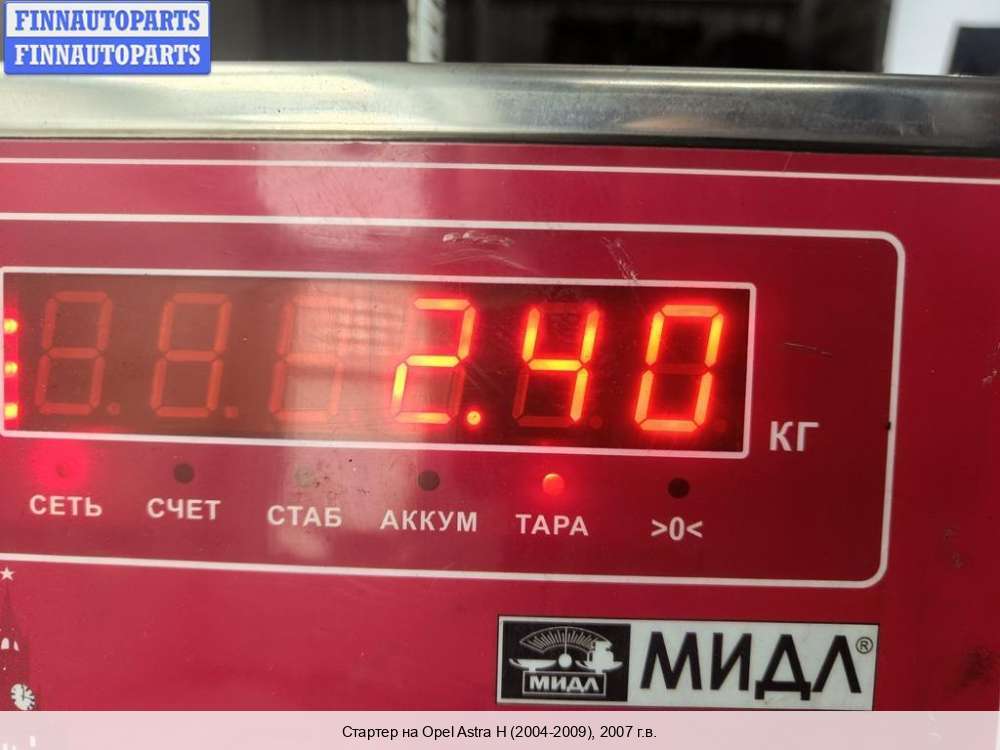 FINNAUTOPARTS
FINNAUTOPARTS
2.40
КГ
СЕТЬ СЧЕТ СТАБ АККУМ ТАРА >0<
МИДЛ МИДЛ®
Стартер на Opel Astra H (2004-2009), 2007 г.в.